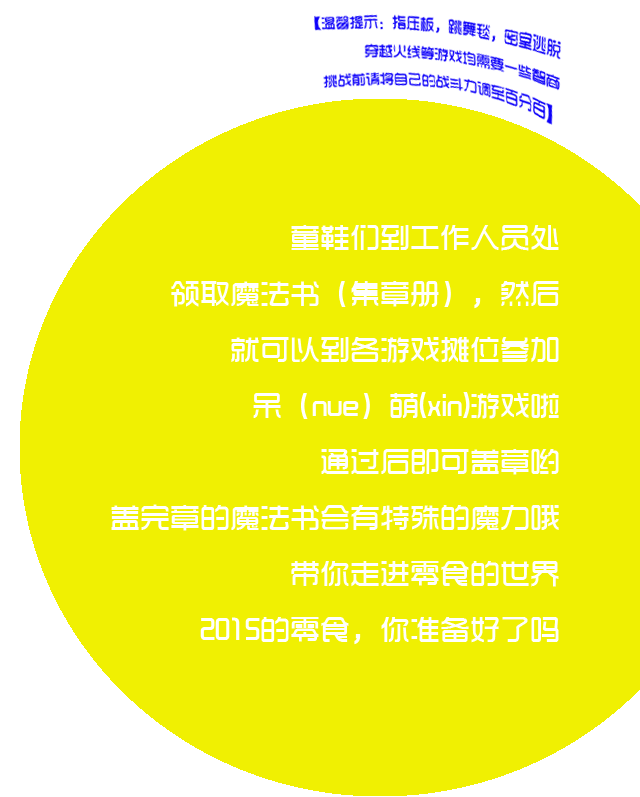 【温馨提示：指压板，跳舞毯，密室逃脱
穿越火线等游戏均需要一些智商
挑战前请将自己的战斗力调至百分百】
童鞋们到工作人员处
领取魔法书（集章册），然后
就可以到各游戏摊位参加
呆（nue）萌(xin)游戏啦
通过后即可盖章哟
盖完章的魔法书会有特殊的魔力哦
带你走进零食的世界
2015的零食，你准备好了吗